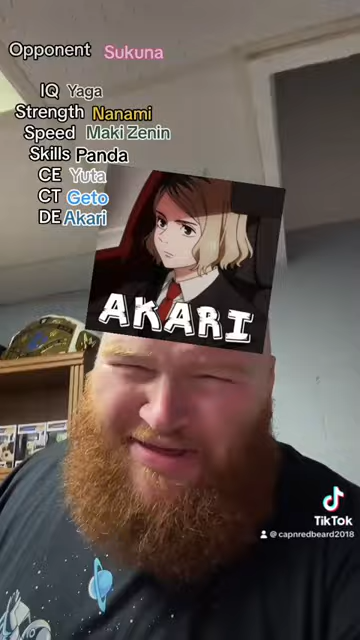 Opponent Sukuna
IQ Yaga
Strength Nanami
Speed Maki Zenin
Skills Panda
CE Yuta
CT Geto
DE Akari
AKARI
TikTok
@capnredbeard2018